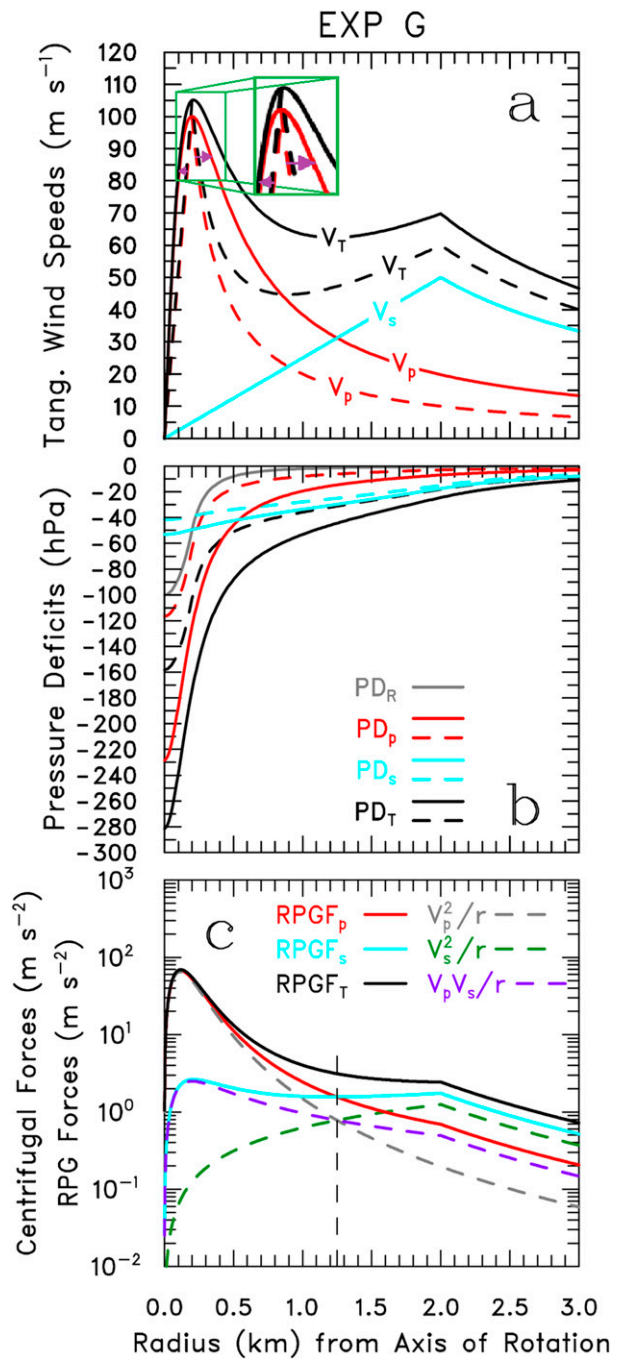 EXP G
Tang. Wind Speeds (m s⁻¹)
120
110
100
90
80
70
60
50
40
30
20
10
0
a
V_T
V_T
V_s
V_p
V_p
Pressure Deficits (hPa)
0
-20
-40
-60
-80
-100
-120
-140
-160
-180
-200
-220
-240
-260
-280
-300
PD_R
PD_p
PD_s
PD_T
b
Centrifugal Forces (m s⁻²)
RPG Forces (m s⁻²)
10³
10²
10¹
10⁰
10⁻¹
10⁻²
c
RPGF_p V_p²/r
RPGF_s V_s²/r
RPGF_T V_pV_s/r
0.0 0.5 1.0 1.5 2.0 2.5 3.0
Radius (km) from Axis of Rotation